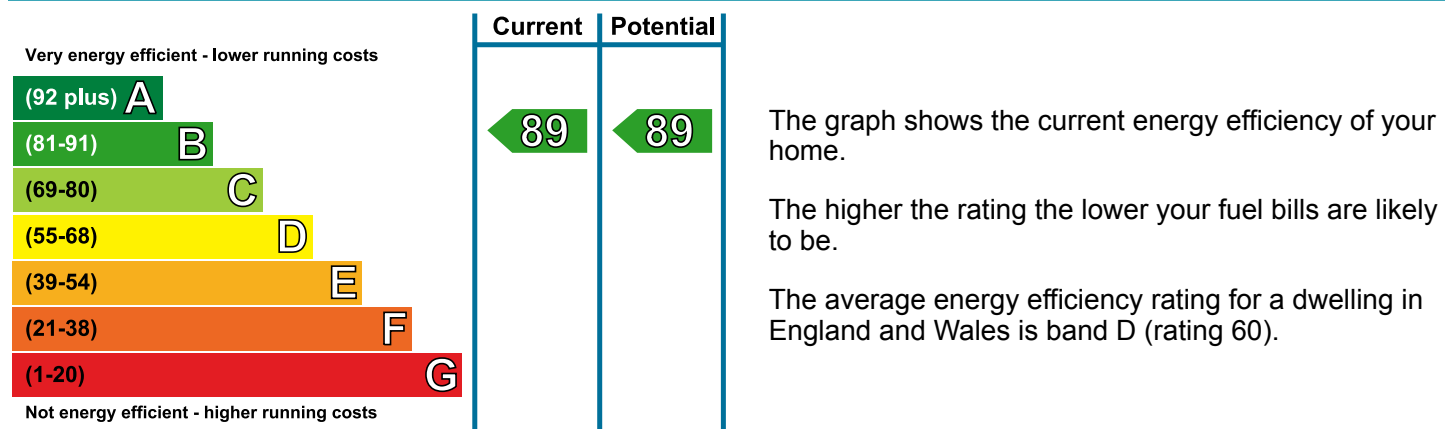 Current Potential
Very energy efficient - lower running costs
(92 plus) A
(81-91) B
89 89
(69-80) C
(55-68) D
(39-54) E
(21-38) F
(1-20) G
Not energy efficient - higher running costs
The graph shows the current energy efficiency of your
home.
The higher the rating the lower your fuel bills are likely
to be.
The average energy efficiency rating for a dwelling in
England and Wales is band D (rating 60).